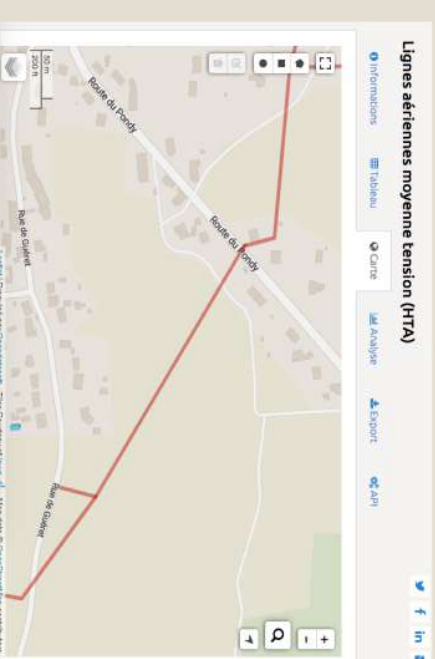 Lignes aériennes moyenne tension (HTA)
Informations
Tableau
Carte
Analyse
Export
API
Route du Pondy
Route du Pondy
Rue de Guéret
Rue de Guéret
50 m
200 ft